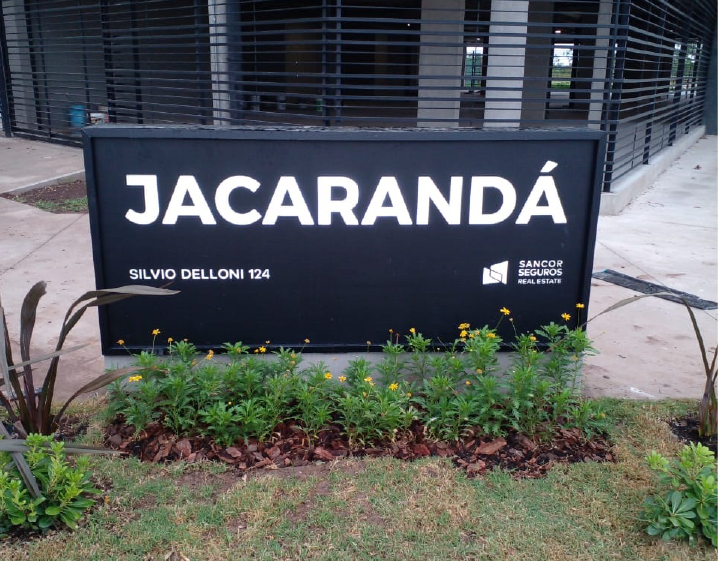 JACARANDÁ
SILVIO DELLONI 124
SANCOR
SEGUROS
REAL ESTATE